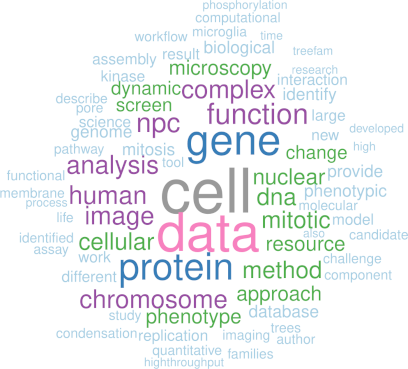 phosphorylation
computational
microglia time
workflow
biological
assembly result treefam
microscopy
research
kinase
dynamic complex interaction
describe screen identify
pore
function large
science npc
genome gene new developed
pathway mitosis change high
analysis tool
functional nuclear provide
membrane human cell dna phenotypic
process molecular
life image mitotic model
identified data also candidate
cellular resource
assay
work protein challenge
different method component
chromosome approach
study phenotype database
condensation replication imaging trees
author
quantitative families
highthroughput